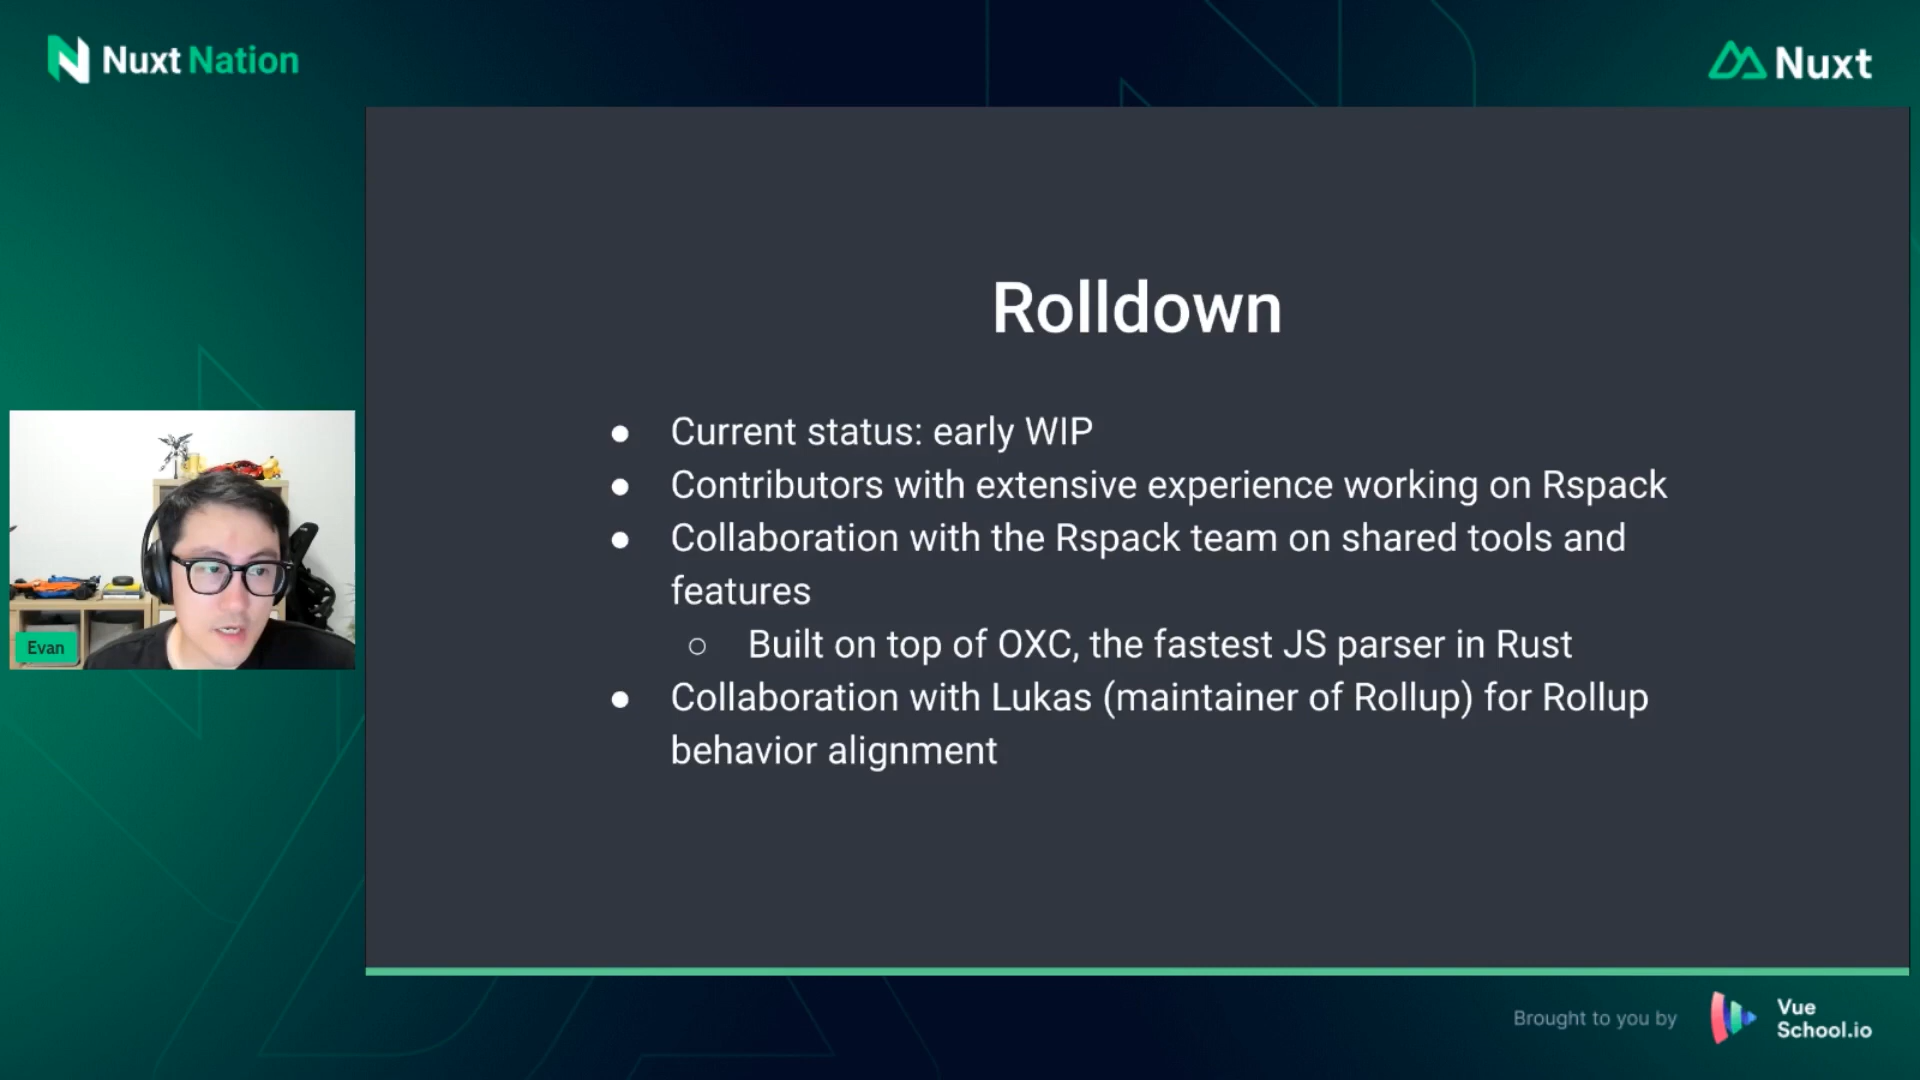 Nuxt Nation
Nuxt
Rolldown
● Current status: early WIP
● Contributors with extensive experience working on Rspack
● Collaboration with the Rspack team on shared tools and
features
○ Built on top of OXC, the fastest JS parser in Rust
● Collaboration with Lukas (maintainer of Rollup) for Rollup
behavior alignment
Evan
Brought to you by
Vue
School.io